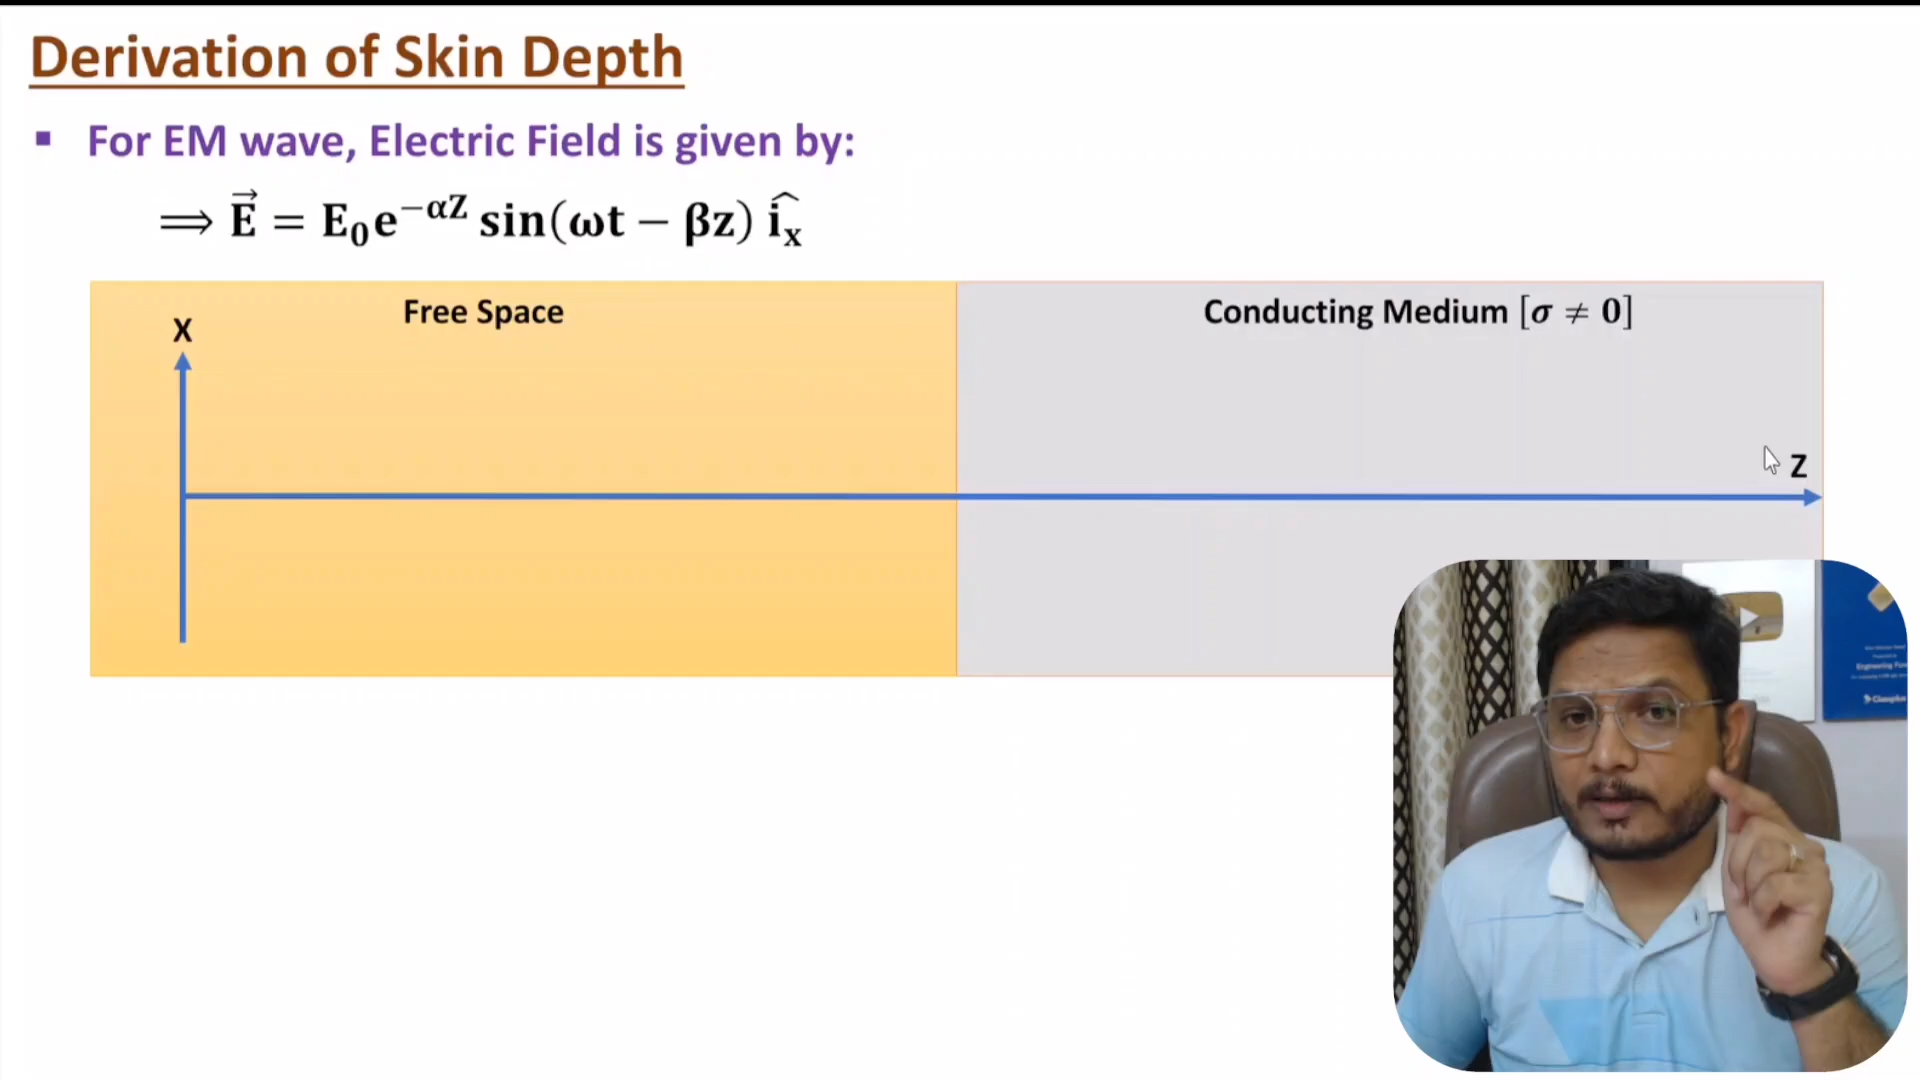 Derivation of Skin Depth
▪ For EM wave, Electric Field is given by:
⟹ E⃗ = E₀e^(−αZ) sin(ωt − βz) î_x
Free Space
Conducting Medium [σ ≠ 0]
X
Z